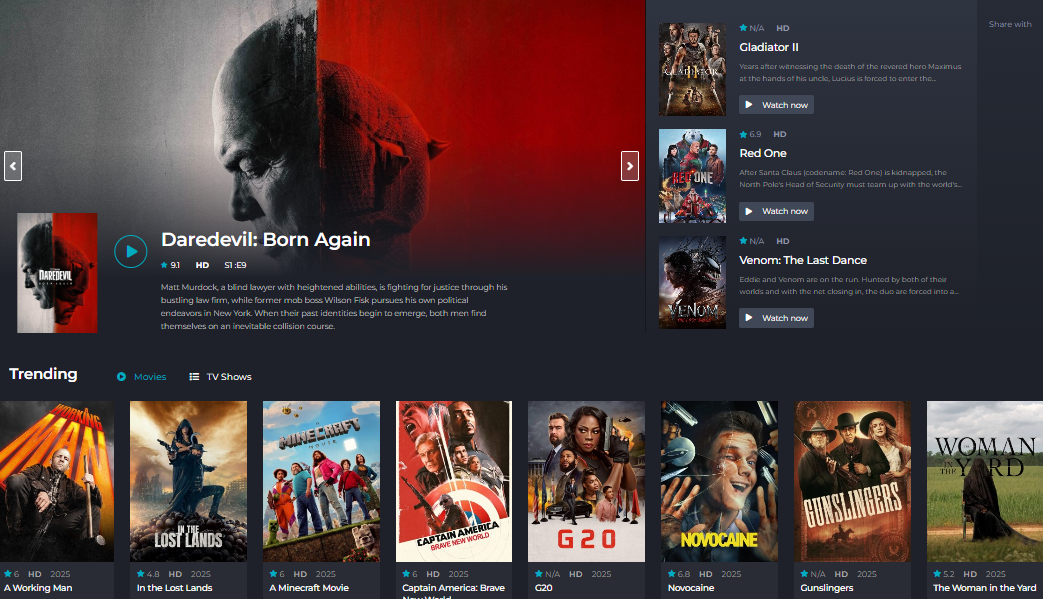 Daredevil: Born Again
9.1 HD S1 :E9
Matt Murdock, a blind lawyer with heightened abilities, is fighting for justice through his
bustling law firm, while former mob boss Wilson Fisk pursues his own political
endeavors in New York. When their past identities begin to emerge, both men find
themselves on an inevitable collision course.
DAREDEVIL
BORN AGAIN
Share with
N/A HD
Gladiator II
Years after witnessing the death of the revered hero Maximus
at the hands of his uncle, Lucius is forced to enter the...
Watch now
GLADIATOR
6.9 HD
Red One
After Santa Claus (codename: Red One) is kidnapped, the
North Pole's Head of Security must team up with the world's...
Watch now
RED ONE
N/A HD
Venom: The Last Dance
Eddie and Venom are on the run. Hunted by both of their
worlds and with the net closing in, the duo are forced into a...
Watch now
VENOM
Trending Movies TV Shows
WORKING
MAN
IN THE
LOST LANDS
A
MINECRAFT
MOVIE
CAPTAIN AMERICA
BRAVE NEW WORLD
G20
NOVOCAINE
GUNSLINGERS
WOMAN
IN THE YARD
6 HD 2025
A Working Man
4.8 HD 2025
In the Lost Lands
6 HD 2025
A Minecraft Movie
6 HD 2025
Captain America: Brave
New World
N/A HD 2025
G20
6.8 HD 2025
Novocaine
N/A HD 2025
Gunslingers
5.2 HD 2025
The Woman in the Yard